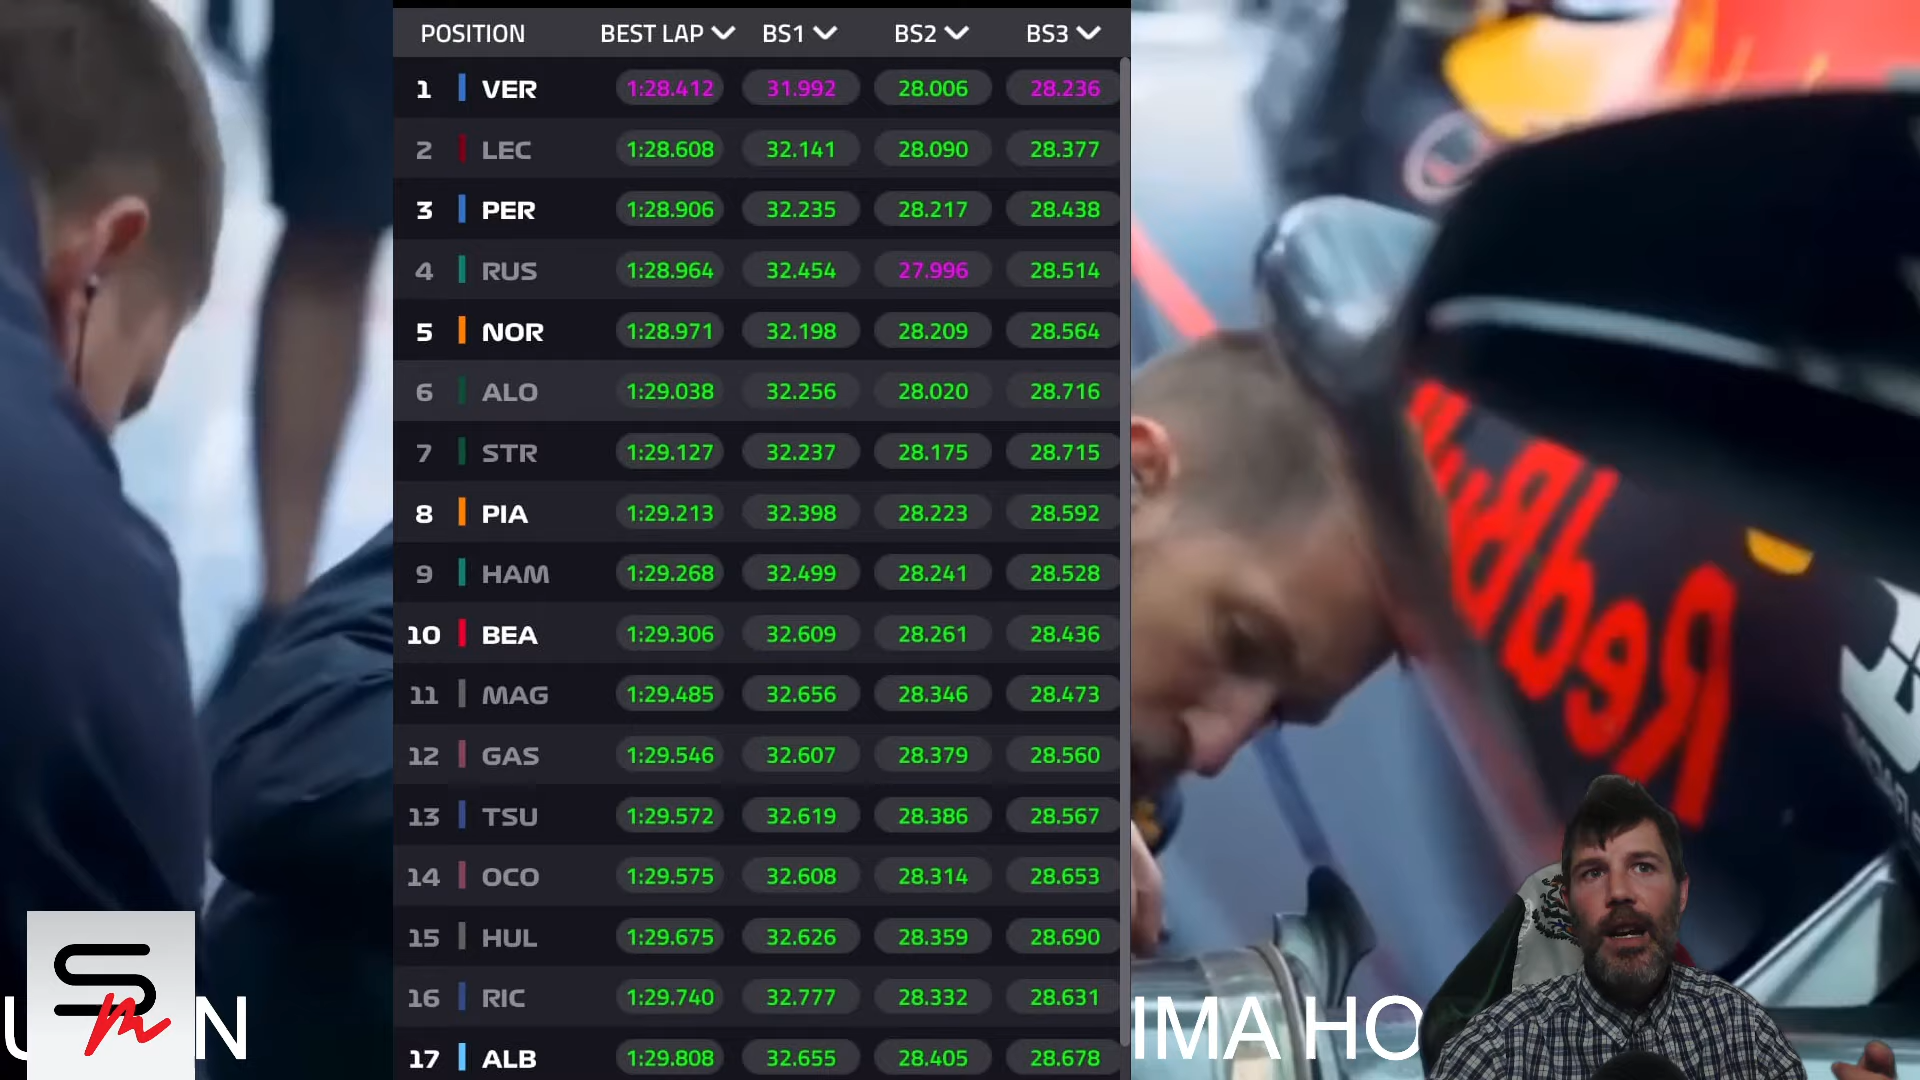 POSITION BEST LAP BS1 BS2 BS3
1 VER 1:28.412 31.992 28.006 28.236
2 LEC 1:28.608 32.141 28.090 28.377
3 PER 1:28.906 32.235 28.217 28.438
4 RUS 1:28.964 32.454 27.996 28.514
5 NOR 1:28.971 32.198 28.209 28.564
6 ALO 1:29.038 32.256 28.020 28.716
7 STR 1:29.127 32.237 28.175 28.715
8 PIA 1:29.213 32.398 28.223 28.592
9 HAM 1:29.268 32.499 28.241 28.528
10 BEA 1:29.306 32.609 28.261 28.436
11 MAG 1:29.485 32.656 28.346 28.473
12 GAS 1:29.546 32.607 28.379 28.560
13 TSU 1:29.572 32.619 28.386 28.567
14 OCO 1:29.575 32.608 28.314 28.653
15 HUL 1:29.675 32.626 28.359 28.690
16 RIC 1:29.740 32.777 28.332 28.631
17 ALB 1:29.808 32.655 28.405 28.678
Red Bull
Sm
N
IMA HO